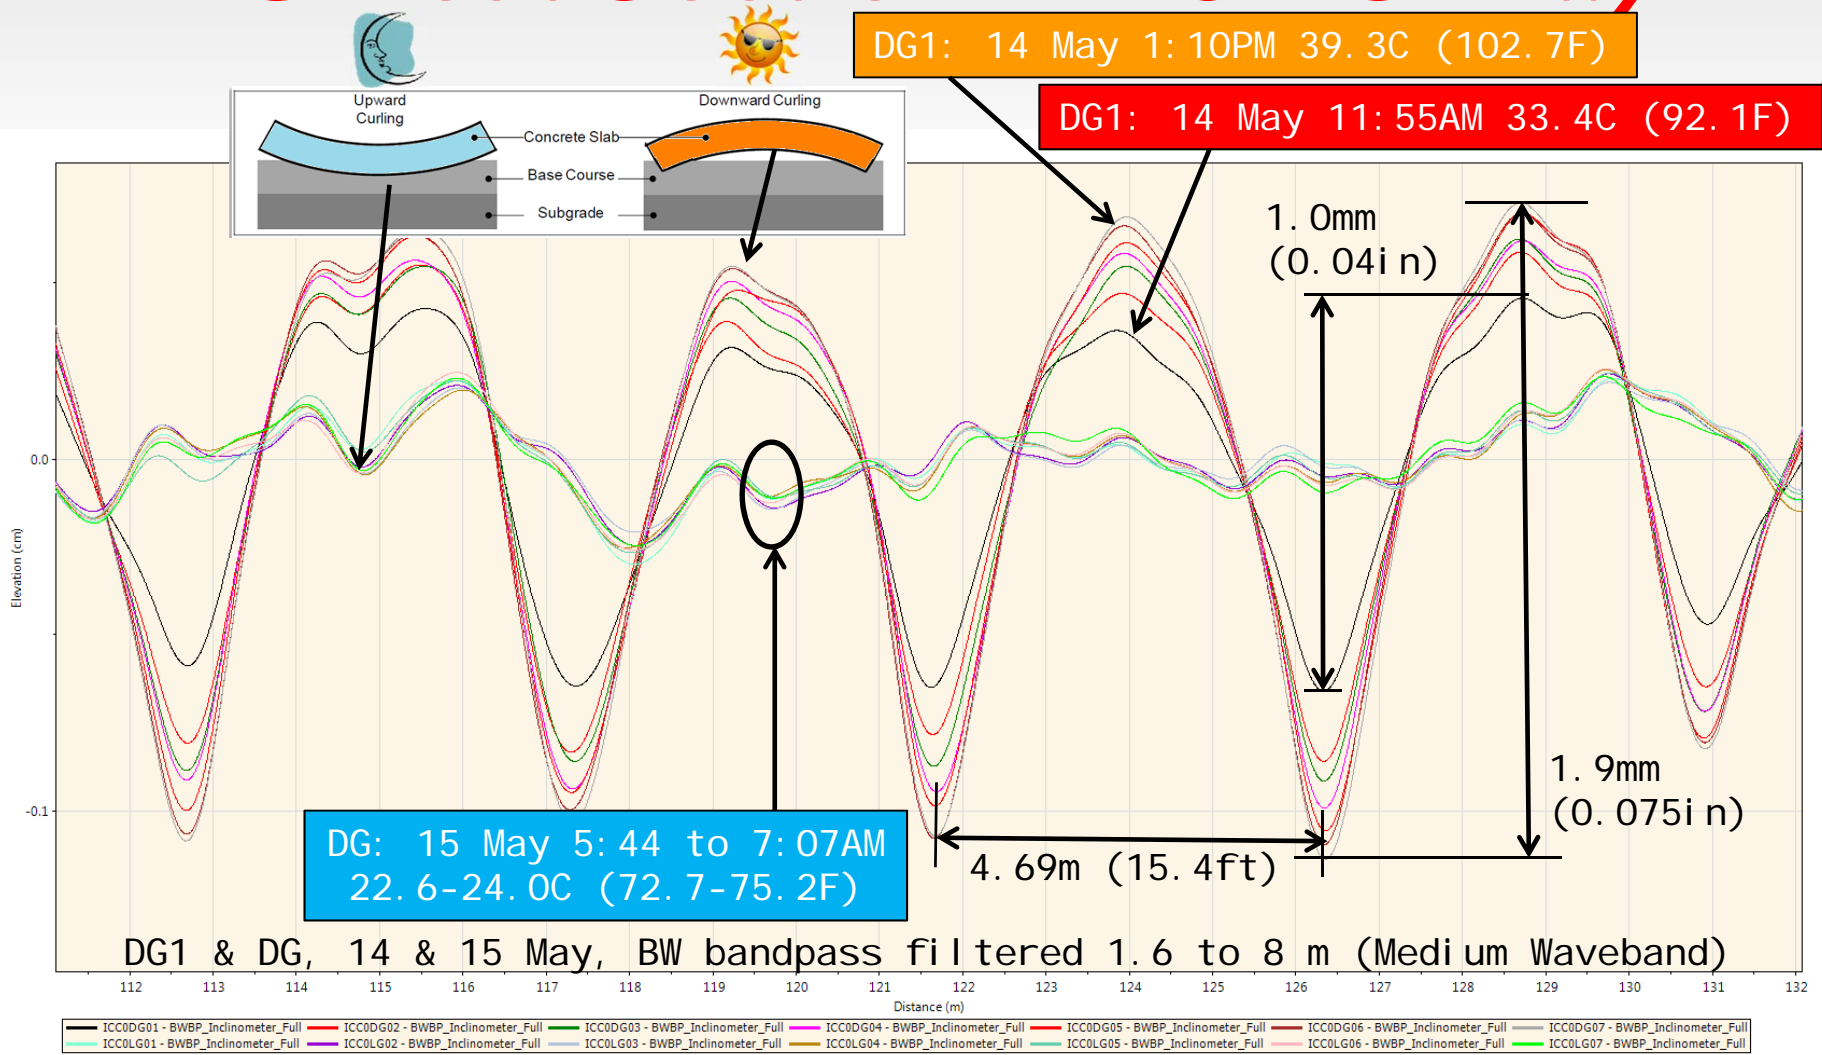 DG1: 14 May 1:10PM 39.3C (102.7F)
DG1: 14 May 11:55AM 33.4C (92.1F)
Upward
Curling
Downward Curling
Concrete Slab
Base Course
Subgrade
1.0mm
(0.04in)
1.9mm
(0.075in)
4.69m (15.4ft)
DG: 15 May 5:44 to 7:07AM
22.6-24.0C (72.7-75.2F)
DG1 & DG, 14 & 15 May, BW bandpass filtered 1.6 to 8 m (Medium Waveband)
Elevation (cm)
0.0
-0.1
112 113 114 115 116 117 118 119 120 121 122 123 124 125 126 127 128 129 130 131 132
Distance (m)
ICC0DG01 - BWBP_Inclinometer_Full ICC0DG02 - BWBP_Inclinometer_Full ICC0DG03 - BWBP_Inclinometer_Full ICC0DG04 - BWBP_Inclinometer_Full ICC0DG05 - BWBP_Inclinometer_Full ICC0DG06 - BWBP_Inclinometer_Full ICC0DG07 - BWBP_Inclinometer_Full
ICC0LG01 - BWBP_Inclinometer_Full ICC0LG02 - BWBP_Inclinometer_Full ICC0LG03 - BWBP_Inclinometer_Full ICC0LG04 - BWBP_Inclinometer_Full ICC0LG05 - BWBP_Inclinometer_Full ICC0LG06 - BWBP_Inclinometer_Full ICC0LG07 - BWBP_Inclinometer_Full